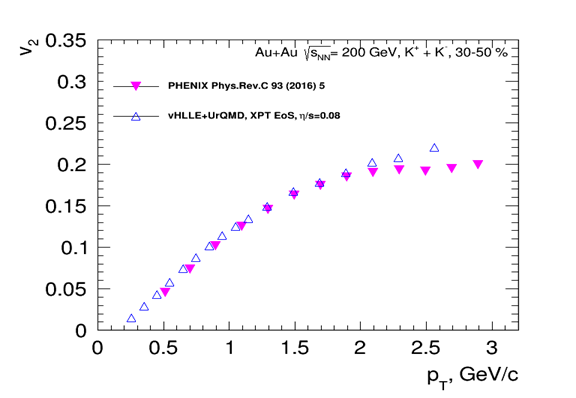 v₂
0.35
0.3
0.25
0.2
0.15
0.1
0.05
0
Au+Au √sNN= 200 GeV, K⁺ + K⁻, 30-50 %
PHENIX Phys.Rev.C 93 (2016) 5
vHLLE+UrQMD, XPT EoS, η/s=0.08
0 0.5 1 1.5 2 2.5 3
pT, GeV/c